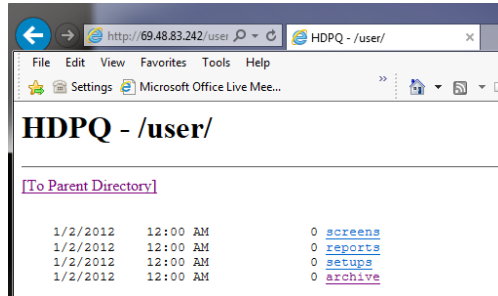 http://69.48.83.242/user
HDPQ - /user/
File Edit View Favorites Tools Help
Settings Microsoft Office Live Mee...
HDPQ - /user/
[To Parent Directory]
1/2/2012 12:00 AM 0 screens
1/2/2012 12:00 AM 0 reports
1/2/2012 12:00 AM 0 setups
1/2/2012 12:00 AM 0 archive